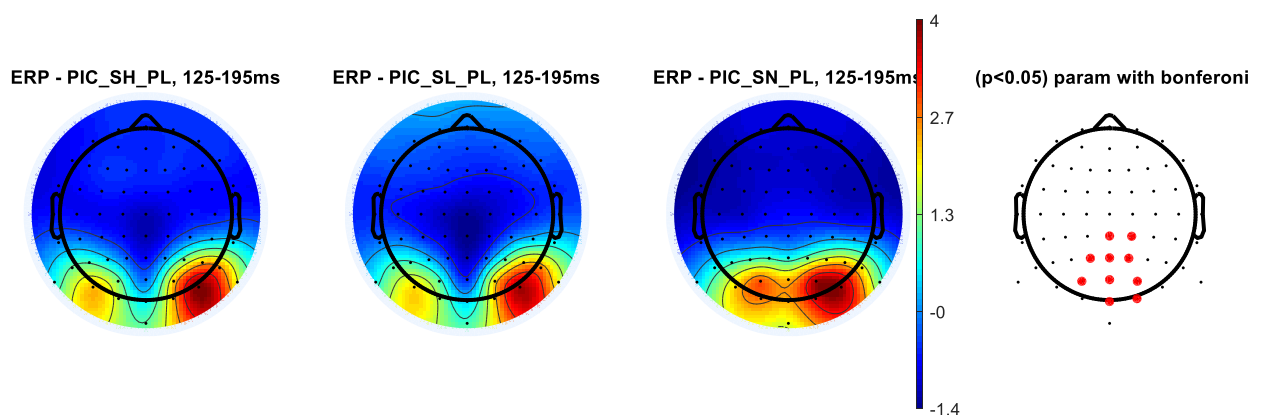 ERP - PIC_SH_PL, 125-195ms
ERP - PIC_SL_PL, 125-195ms
ERP - PIC_SN_PL, 125-195ms
(p<0.05) param with bonferoni
4
2.7
1.3
-0
-1.4